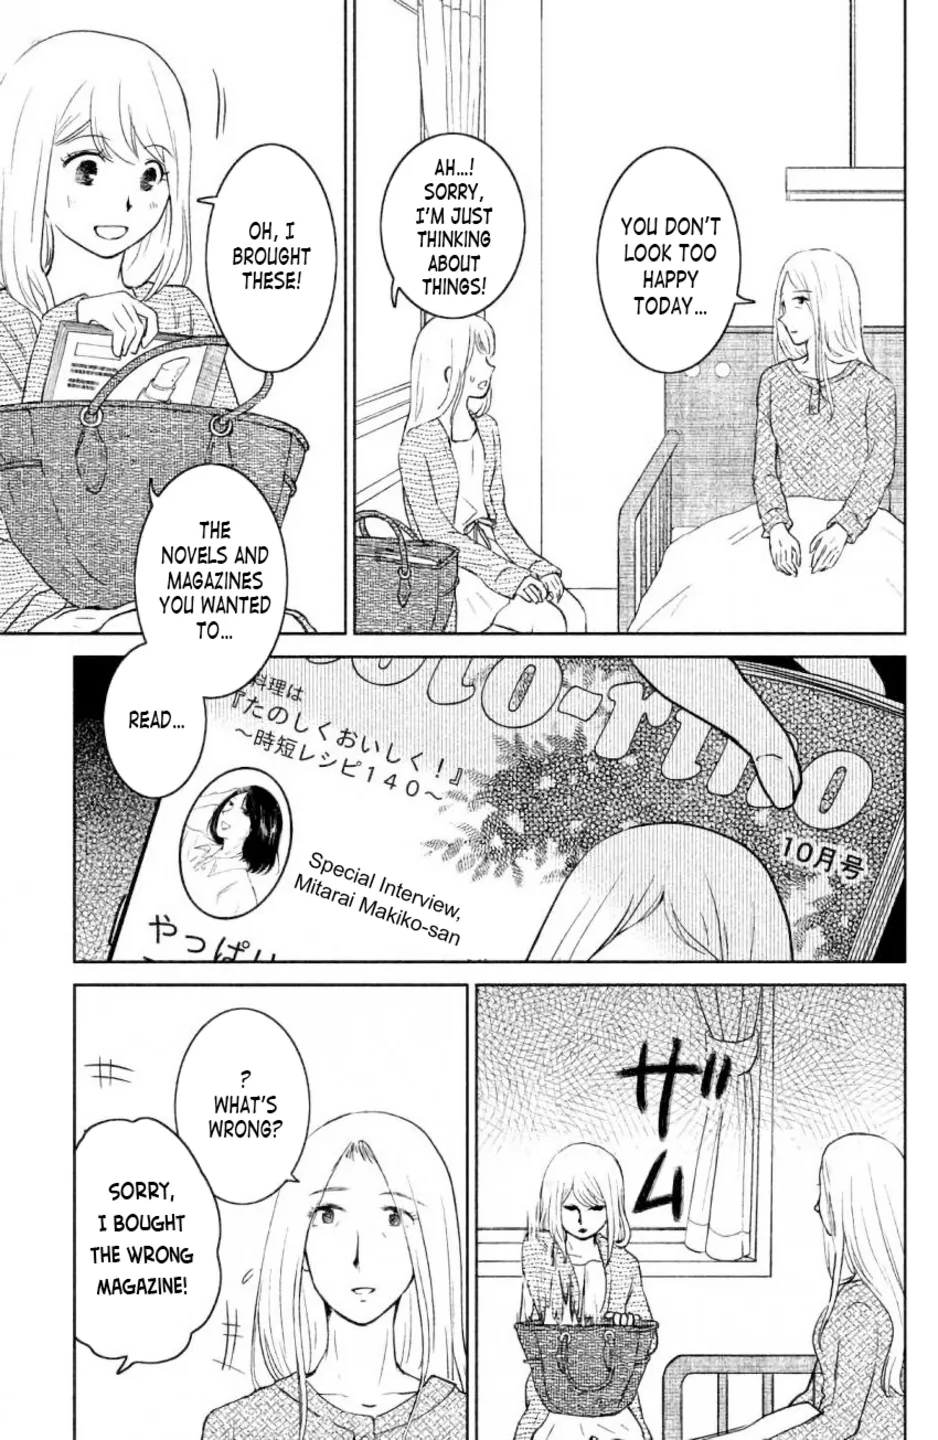 YOU DON'T
LOOK TOO
HAPPY
TODAY...
AH...!
SORRY,
I'M JUST
THINKING
ABOUT
THINGS!
OH, I
BROUGHT
THESE!
THE
NOVELS AND
MAGAZINES
YOU WANTED
TO...
READ...
料理は
『たのしくおいしく！』
～時短レシピ140～
10月号
Special Interview,
Mitarai Makiko-san
やっぱり
ザ
ム
?
WHAT'S
WRONG?
SORRY,
I BOUGHT
THE WRONG
MAGAZINE!